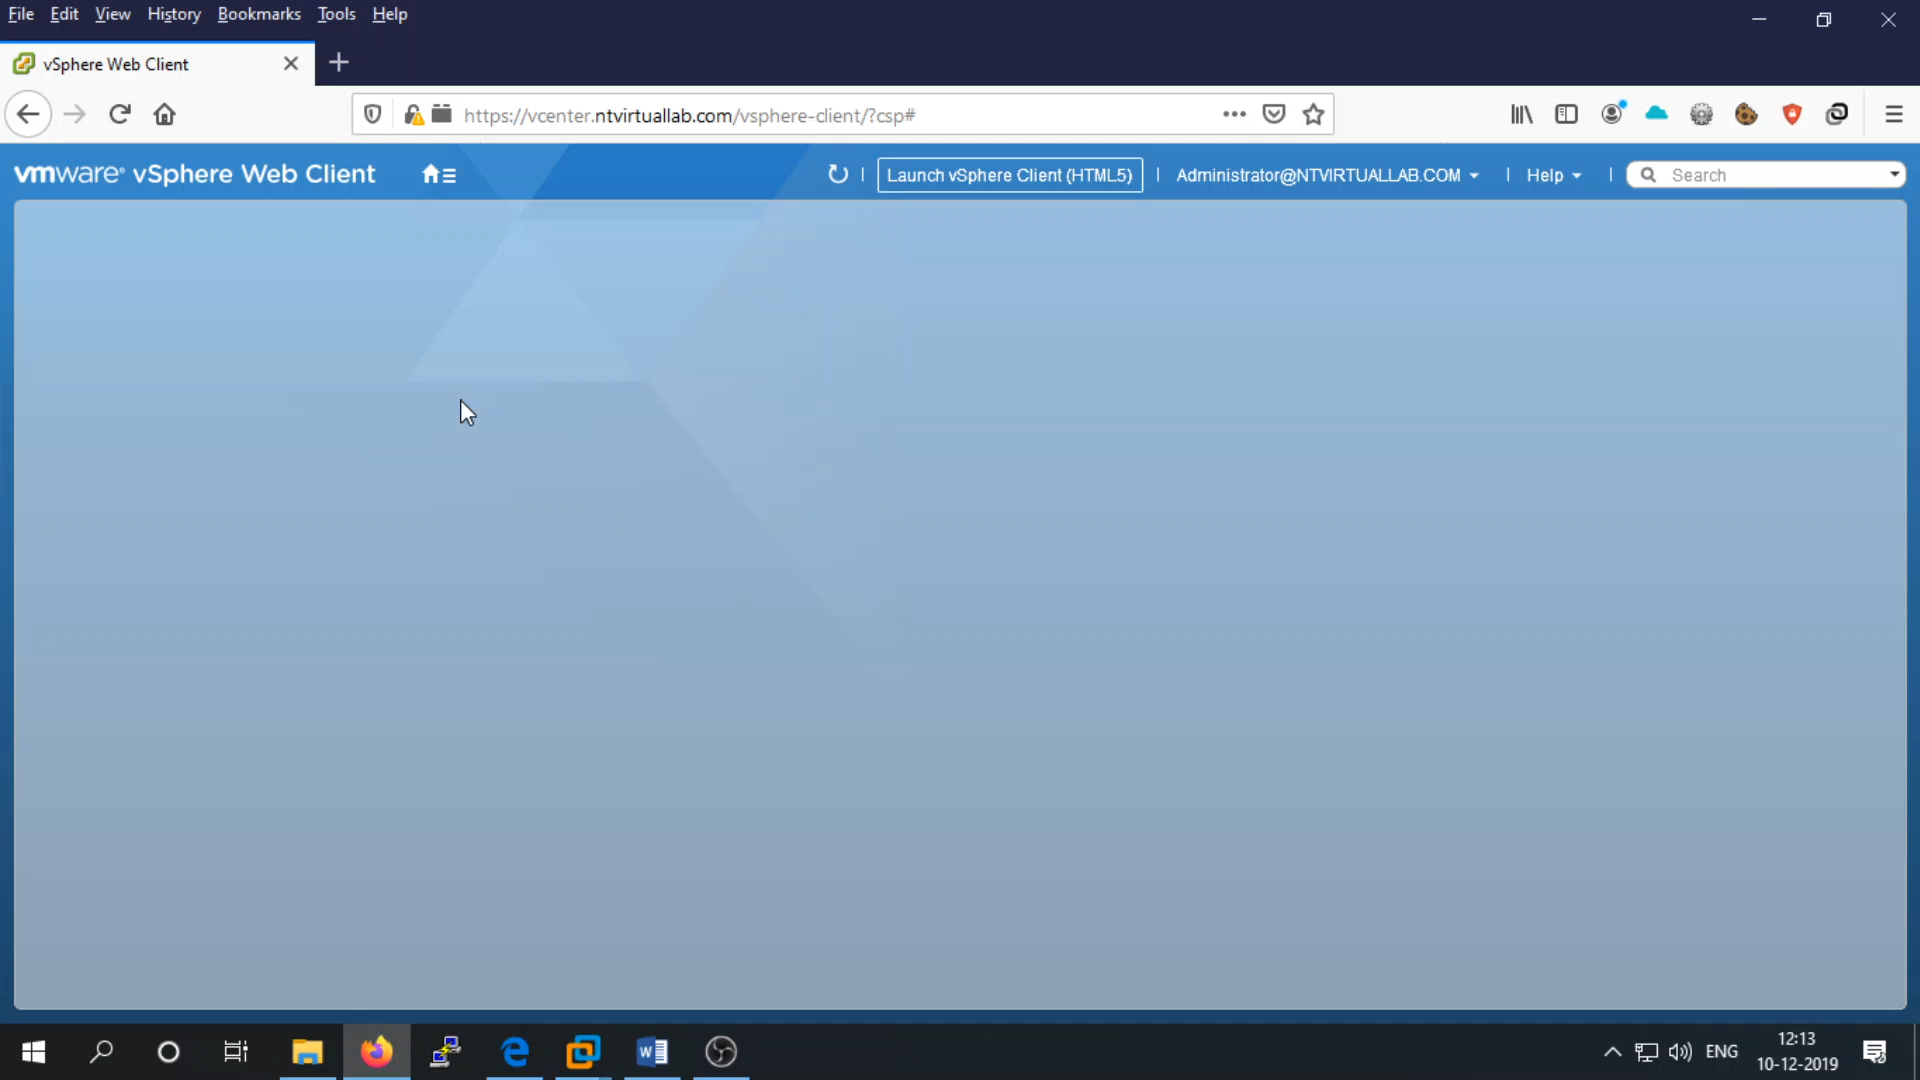 File Edit View History Bookmarks Tools Help
vSphere Web Client
https://vcenter.ntvirtuallab.com/vsphere-client/?csp#
vmware® vSphere Web Client
Launch vSphere Client (HTML5)
Administrator@NTVIRTUALLAB.COM
Help
Search
ENG
12:13
10-12-2019